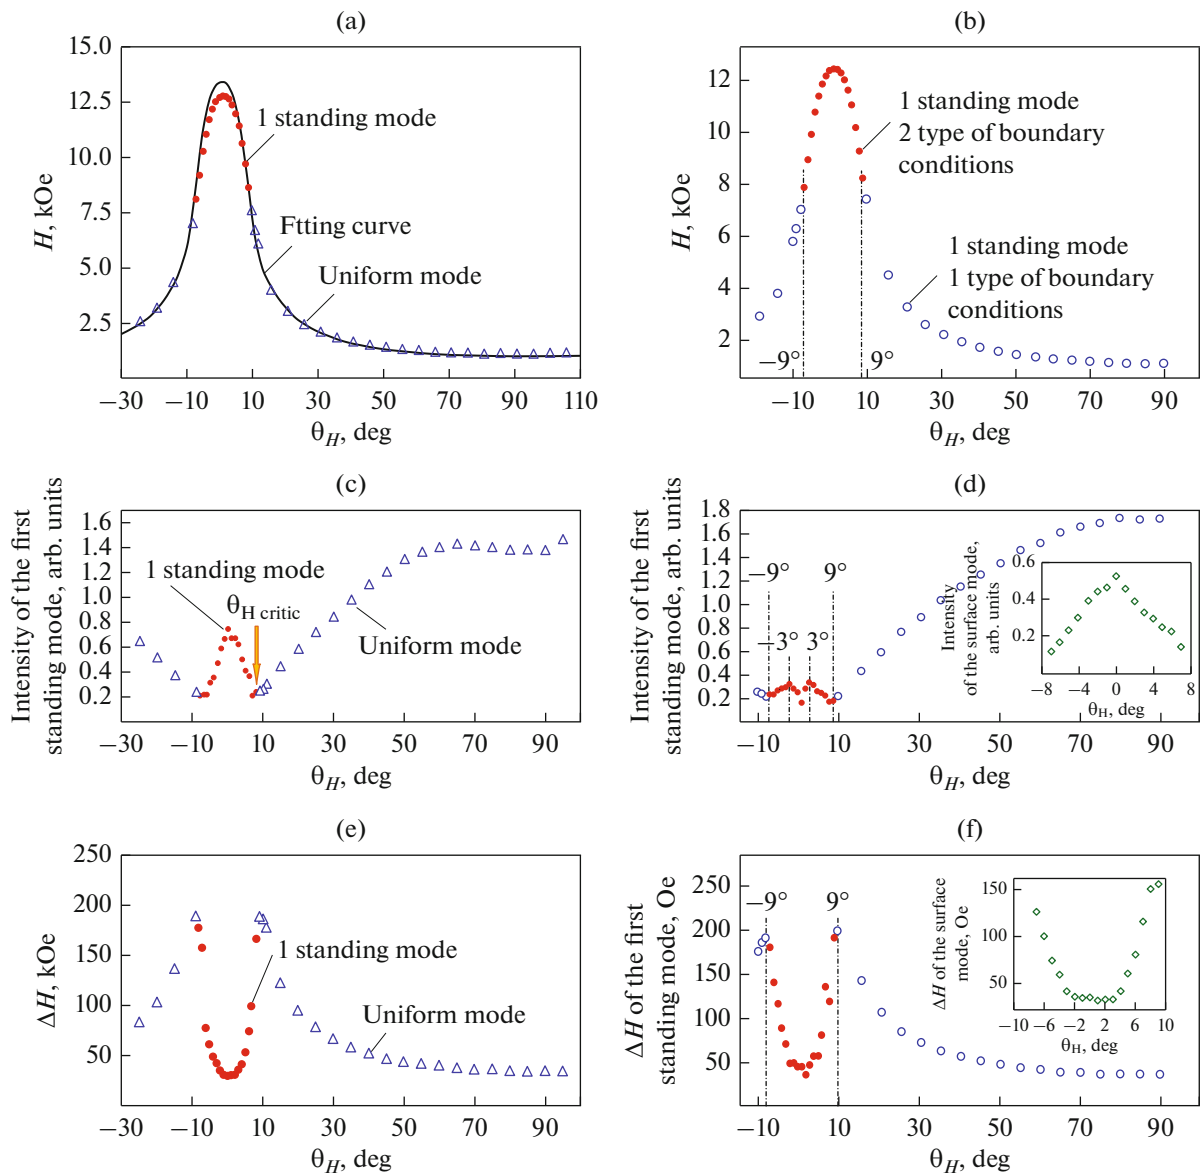 (a)
H, kOe
15.0
12.5
10.0
7.5
5.0
2.5
1 standing mode
Ftting curve
Uniform mode
−30 −10 10 30 50 70 90 110
θH, deg
(b)
H, kOe
12
10
8
6
4
2
1 standing mode
2 type of boundary
conditions
1 standing mode
1 type of boundary
conditions
−9° 9°
−10 10 30 50 70 90
θH, deg
(c)
Intensity of the first
standing mode, arb. units
1.6
1.4
1.2
1.0
0.8
0.6
0.4
0.2
1 standing mode
θH critic
Uniform mode
−30 −10 10 30 50 70 90
θH, deg
(d)
Intensity of the first
standing mode, arb. units
1.8
1.6
1.4
1.2
1.0
0.8
0.6
0.4
0.2
−9° 9°
−3° 3°
−10 10 30 50 70 90
θH, deg
Intensity
of the surface mode,
arb. units
0.6
0.4
0.2
−8 −4 0 4 8
θH, deg
(e)
ΔH, kOe
250
200
150
100
50
1 standing mode
Uniform mode
−30 −10 10 30 50 70 90
θH, deg
(f)
ΔH of the first
standing mode, Oe
250
200
150
100
50
−9° 9°
−10 10 30 50 70 90
θH, deg
ΔH of the surface
mode, Oe
150
100
50
−10 −6 −2 2 6 10
θH, deg